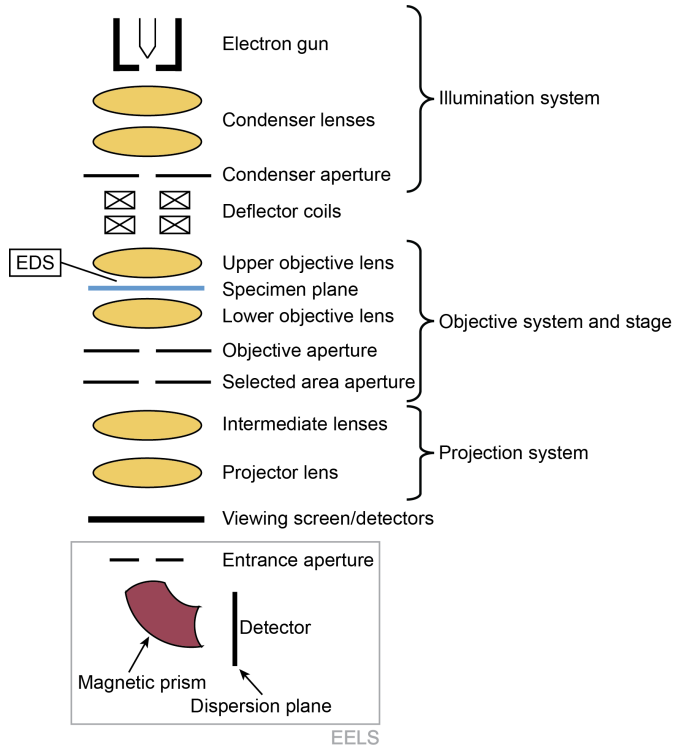 Electron gun
Illumination system
Condenser lenses
Condenser aperture
Deflector coils
EDS
Upper objective lens
Specimen plane
Lower objective lens
Objective system and stage
Objective aperture
Selected area aperture
Intermediate lenses
Projection system
Projector lens
Viewing screen/detectors
Entrance aperture
Detector
Magnetic prism
Dispersion plane
EELS